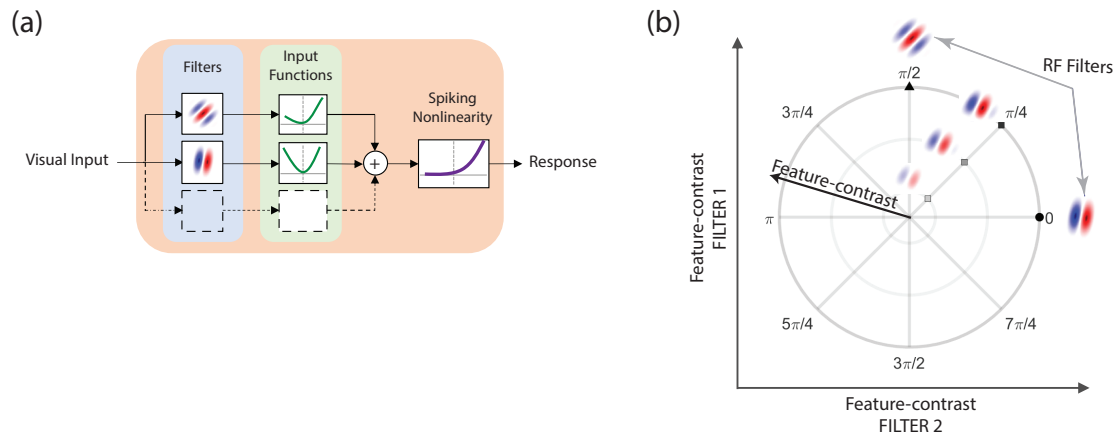 (a)
Filters
Input
Functions
Spiking
Nonlinearity
Visual Input
+
Response
(b)
RF Filters
π/2
3π/4
π/4
Feature-contrast
π
0
5π/4
7π/4
3π/2
Feature-contrast
FILTER 1
Feature-contrast
FILTER 2